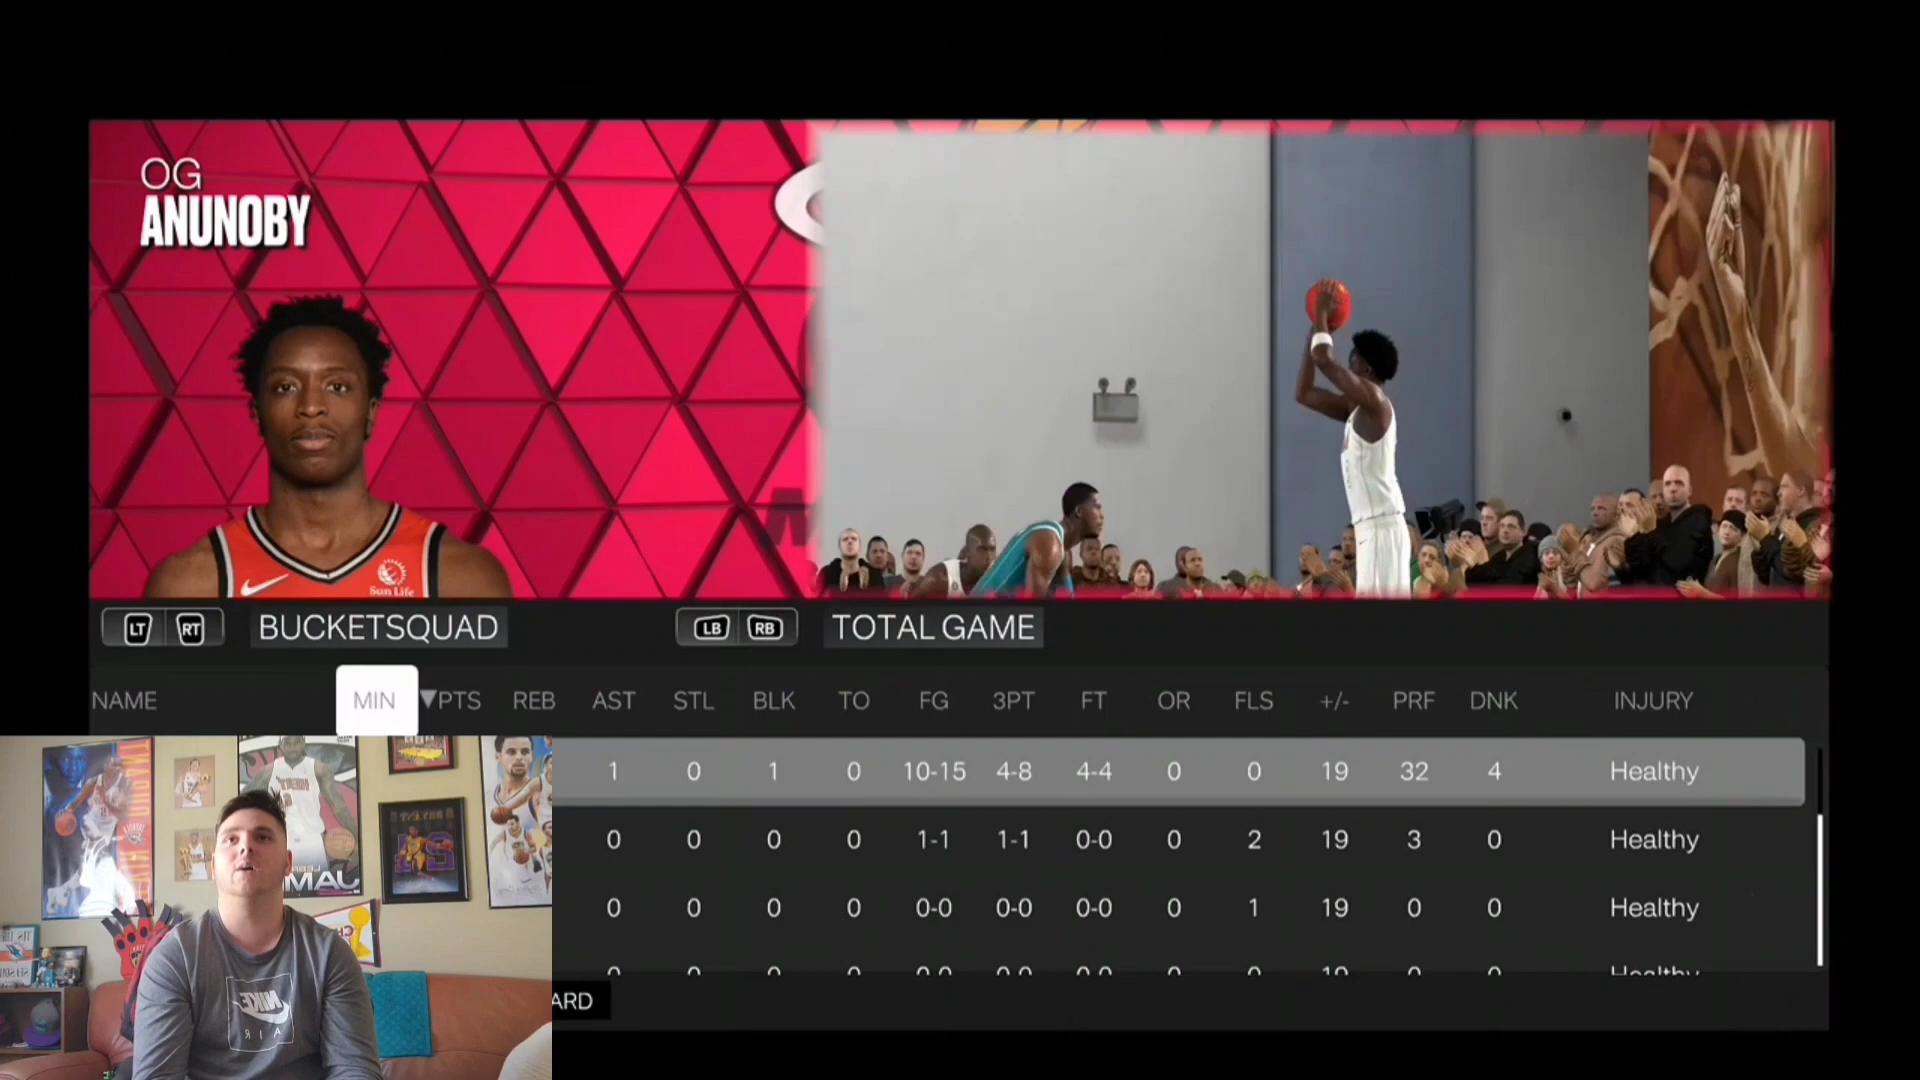 OG
ANUNOBY
Sun Life
LT RT BUCKETSQUAD LB RB TOTAL GAME
NAME MIN ▼PTS REB AST STL BLK TO FG 3PT FT OR FLS +/- PRF DNK INJURY
1 0 1 0 10-15 4-8 4-4 0 0 19 32 4 Healthy
0 0 0 0 1-1 1-1 0-0 0 2 19 3 0 Healthy
0 0 0 0 0-0 0-0 0-0 0 1 19 0 0 Healthy
ARD
NIKE
AIR